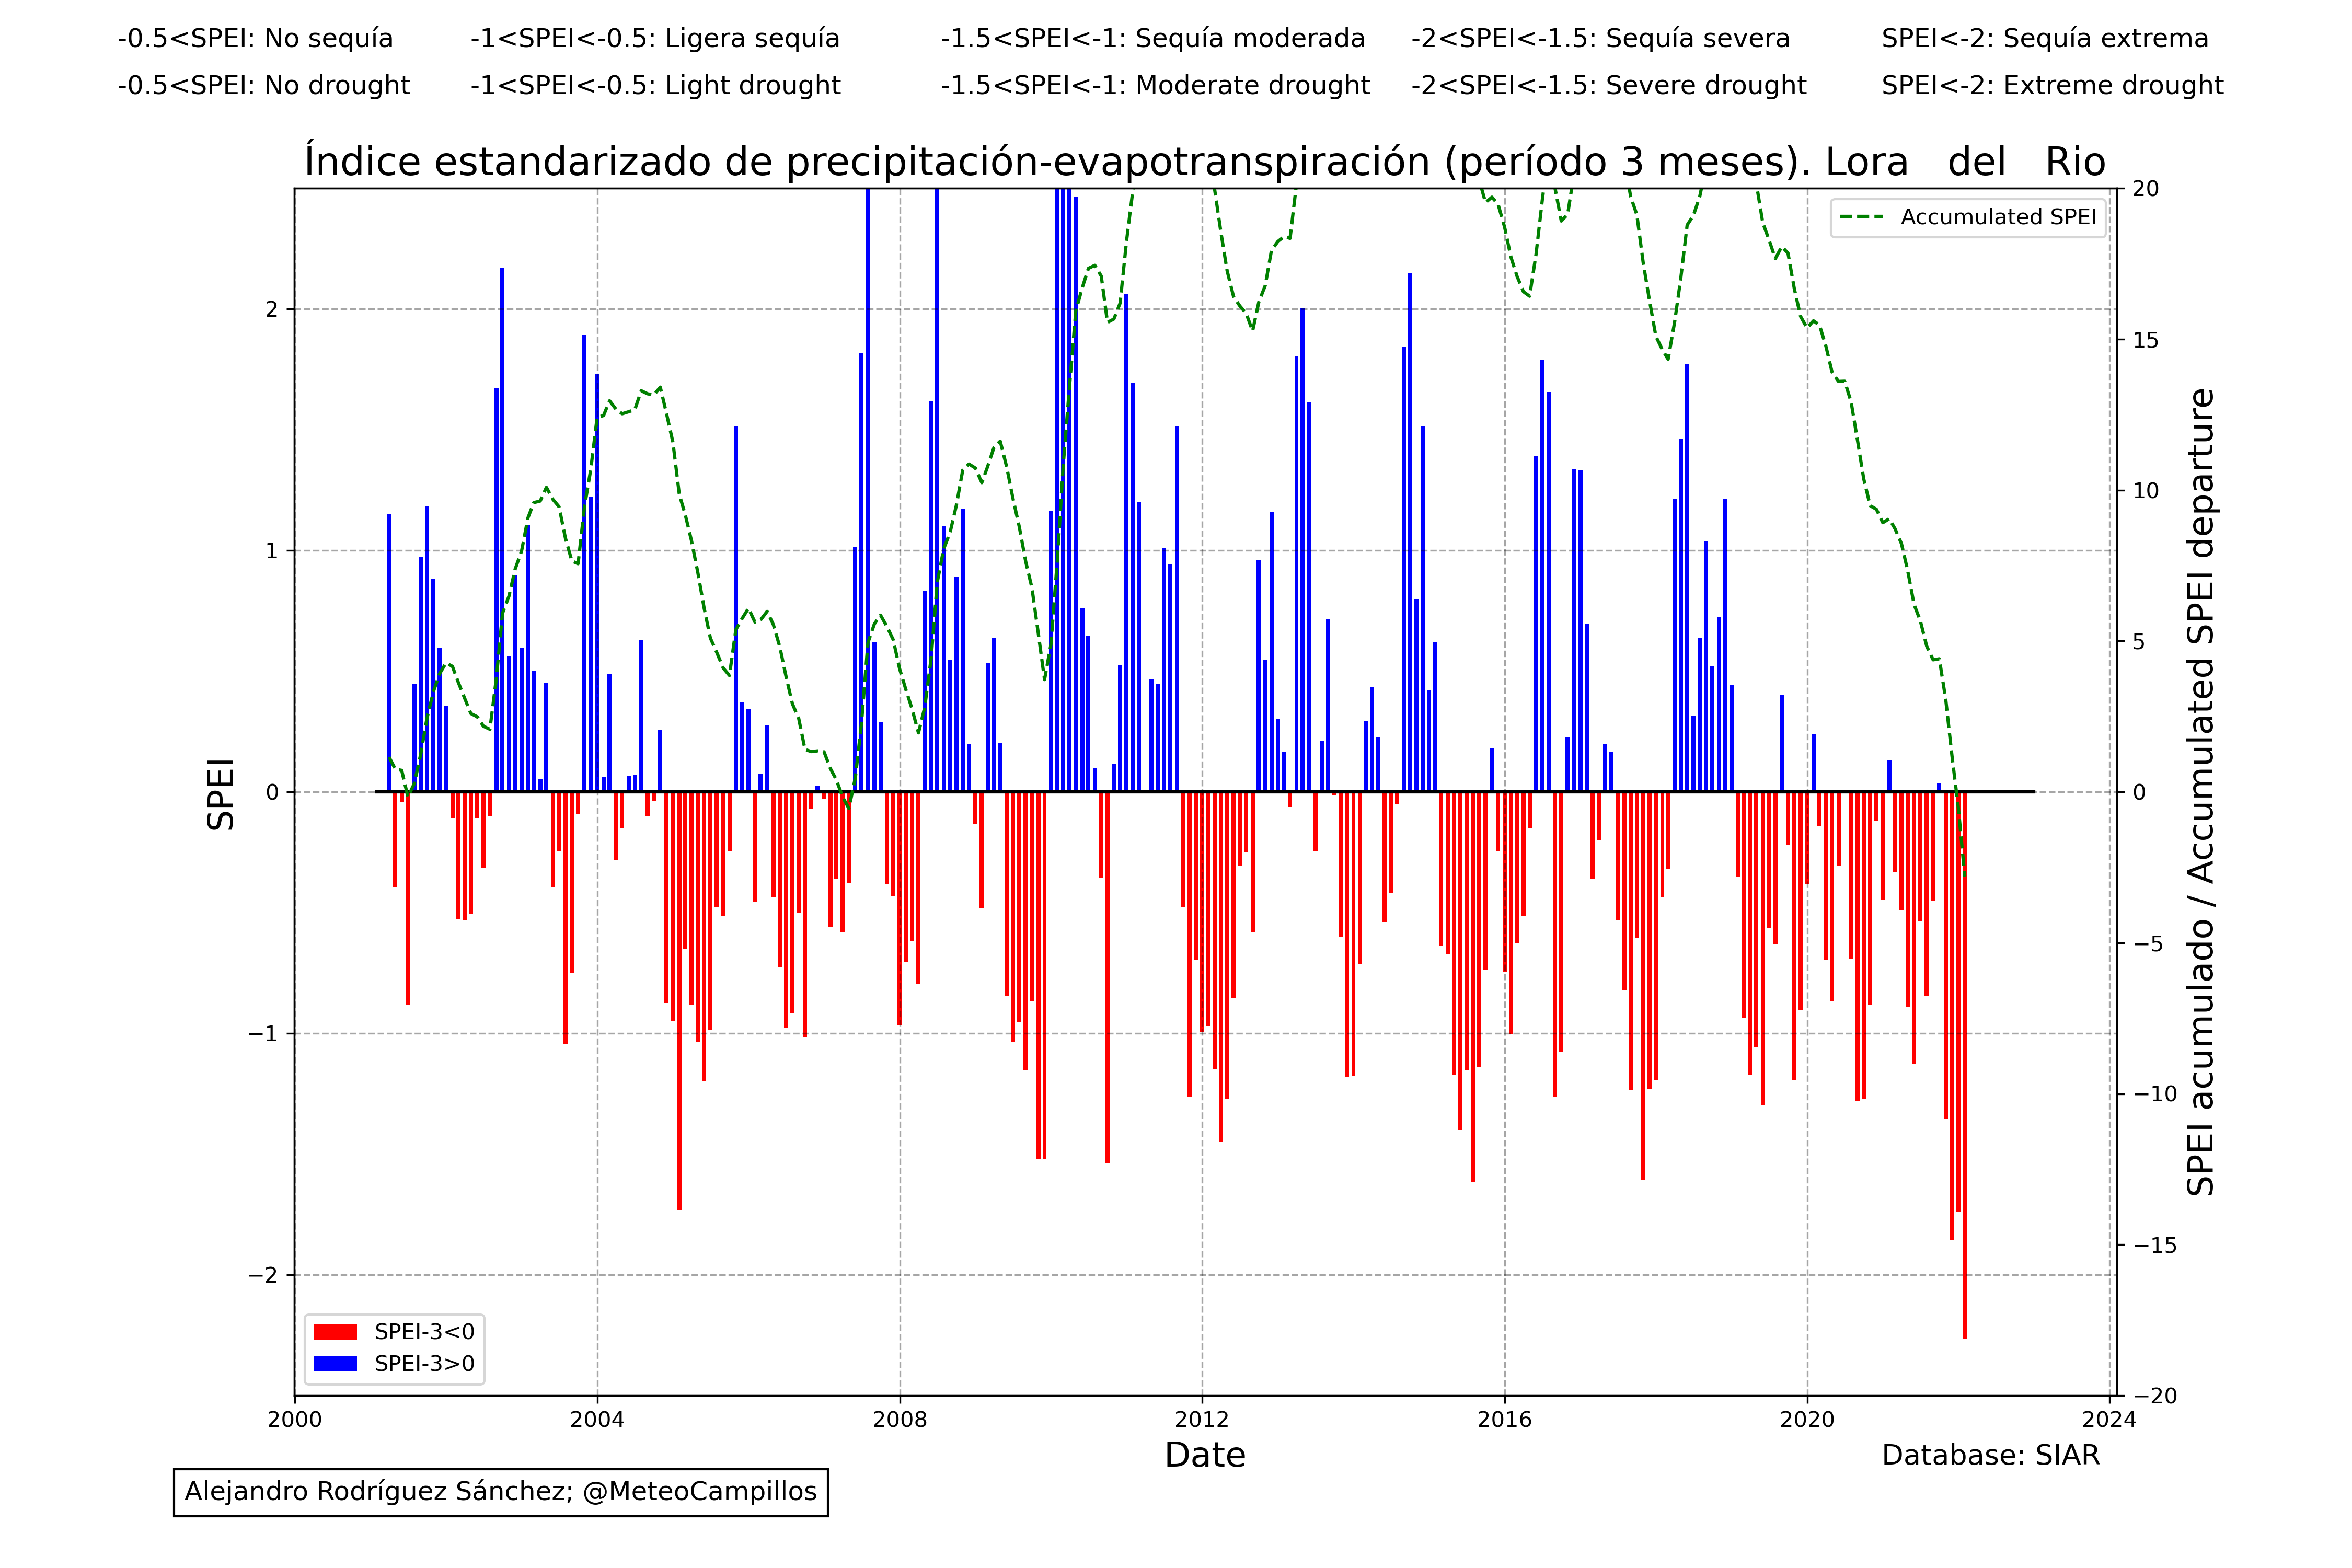 -0.5<SPEI: No sequía -1<SPEI<-0.5: Ligera sequía -1.5<SPEI<-1: Sequía moderada -2<SPEI<-1.5: Sequía severa SPEI<-2: Sequía extrema
-0.5<SPEI: No drought -1<SPEI<-0.5: Light drought -1.5<SPEI<-1: Moderate drought -2<SPEI<-1.5: Severe drought SPEI<-2: Extreme drought
Índice estandarizado de precipitación-evapotranspiración (período 3 meses). Lora del Rio
Accumulated SPEI
SPEI
2
1
0
−1
−2
20
15
10
5
0
−5
−10
−15
−20
SPEI acumulado / Accumulated SPEI departure
SPEI-3<0
SPEI-3>0
2000 2004 2008 2012 2016 2020 2024
Date
Database: SIAR
Alejandro Rodríguez Sánchez; @MeteoCampillos